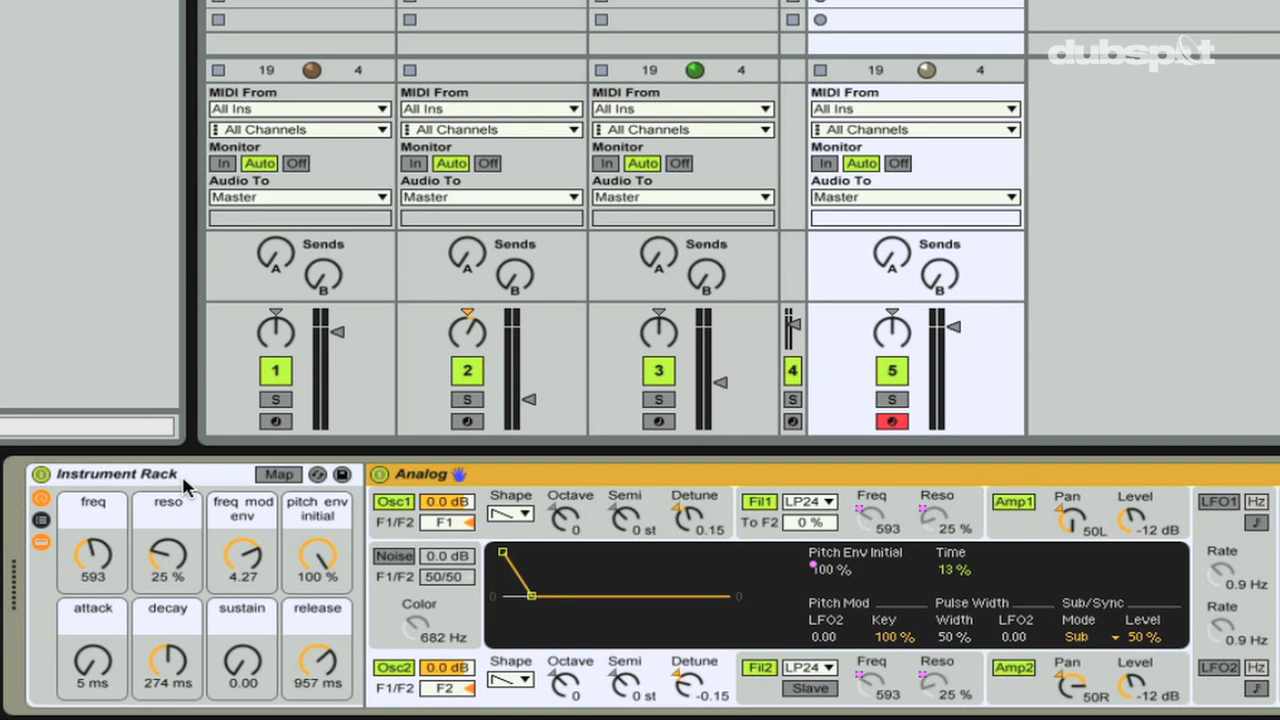 dubspot
19 4 19 4 19 4
MIDI From MIDI From MIDI From MIDI From
All Ins All Ins All Ins All Ins
All Channels All Channels All Channels All Channels
Monitor Monitor Monitor Monitor
In Auto Off In Auto Off In Auto Off In Auto Off
Audio To Audio To Audio To Audio To
Master Master Master Master
Sends Sends Sends Sends
A A A A
B B B B
1 2 3 4 5
S S S S S
Instrument Rack Map
freq reso freq mod env pitch env initial
593 25 % 4.27 100 %
attack decay sustain release
5 ms 274 ms 0.00 957 ms
Analog
Osc1 0.0 dB Shape Octave Semi Detune Fil1 LP24 Freq Reso Amp1 Pan Level LFO1 Hz
F1/F2 F1 0 0 st 0.15 To F2 0 % 593 25 % 50L -12 dB
Noise 0.0 dB Pitch Env Initial Time Rate
F1/F2 50/50 100 % 13 % 0.9 Hz
0 0
Color Pitch Mod Pulse Width Sub/Sync Rate
LFO2 Key Width LFO2 Mode Level
682 Hz 0.00 100 % 50 % 0.00 Sub 50 % 0.9 Hz
Osc2 0.0 dB Shape Octave Semi Detune Fil2 LP24 Freq Reso Amp2 Pan Level LFO2 Hz
F1/F2 F2 0 0 st -0.15 Slave 593 25 % 50R -12 dB